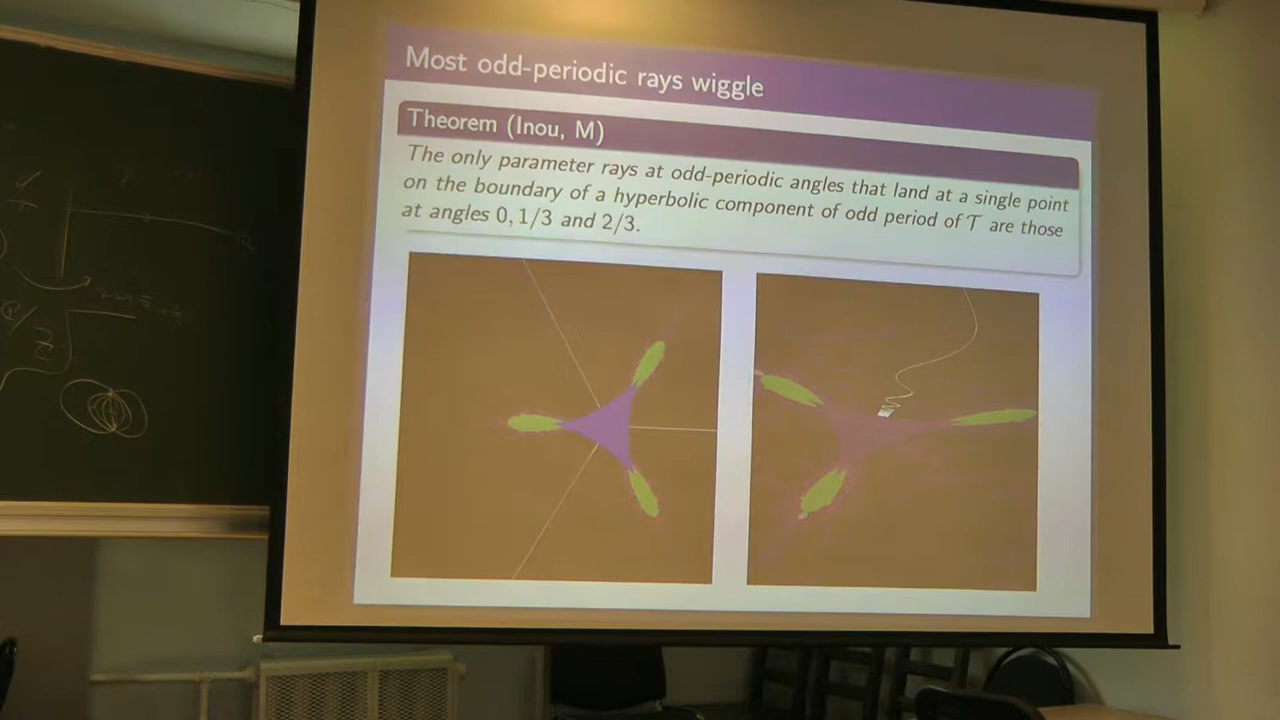 Most odd-periodic rays wiggle
Theorem (Inou, M)
The only parameter rays at odd-periodic angles that land at a single point
on the boundary of a hyperbolic component of odd period of T are those
at angles 0, 1/3 and 2/3.